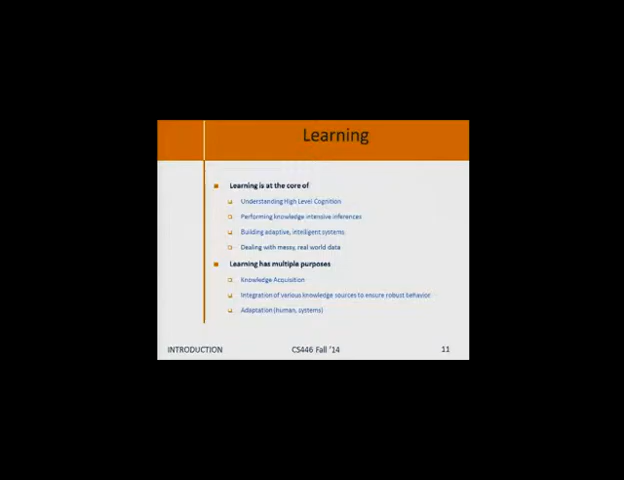 Learning
Learning is at the core of
Understanding High Level Cognition
Performing knowledge intensive inferences
Building adaptive, intelligent systems
Dealing with messy, real world data
Learning has multiple purposes
Knowledge Acquisition
Integration of various knowledge sources to ensure robust behavior
Adaptation (human, systems)
INTRODUCTION CS446 Fall '14 11